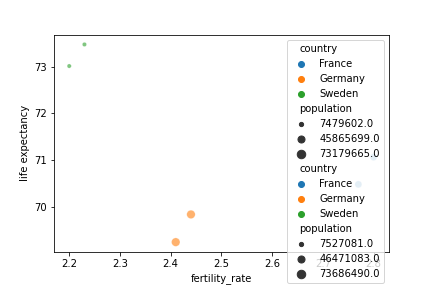 73
72
71
70
life expectancy
2.2
2.3
2.4
2.5
2.6
fertility_rate
country
France
Germany
Sweden
population
7479602.0
45865699.0
73179665.0
country
France
Germany
Sweden
population
7527081.0
46471083.0
73686490.0